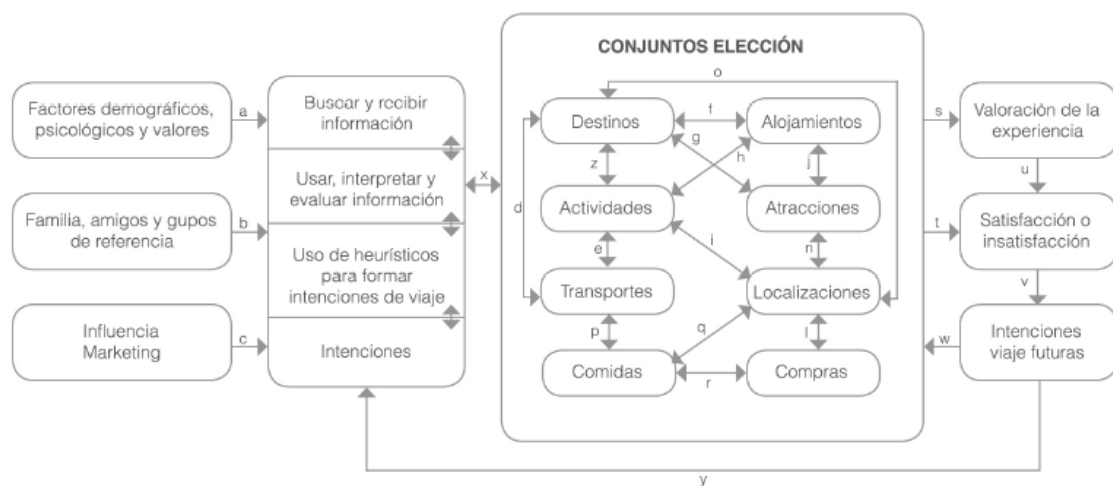 CONJUNTOS ELECCIÓN
Factores demográficos,
psicológicos y valores
a
Familia, amigos y gupos
de referencia
b
Influencia
Marketing
c
Buscar y recibir
información
Usar, interpretar y
evaluar información
Uso de heurísticos
para formar
intenciones de viaje
Intenciones
x
o
d
Destinos
f
Alojamientos
z
g
h
j
Actividades
Atracciones
e
i
n
Transportes
Localizaciones
p
q
l
Comidas
r
Compras
s
Valoración de la
experiencia
u
t
Satisfacción o
insatisfacción
v
w
Intenciones
viaje futuras
y